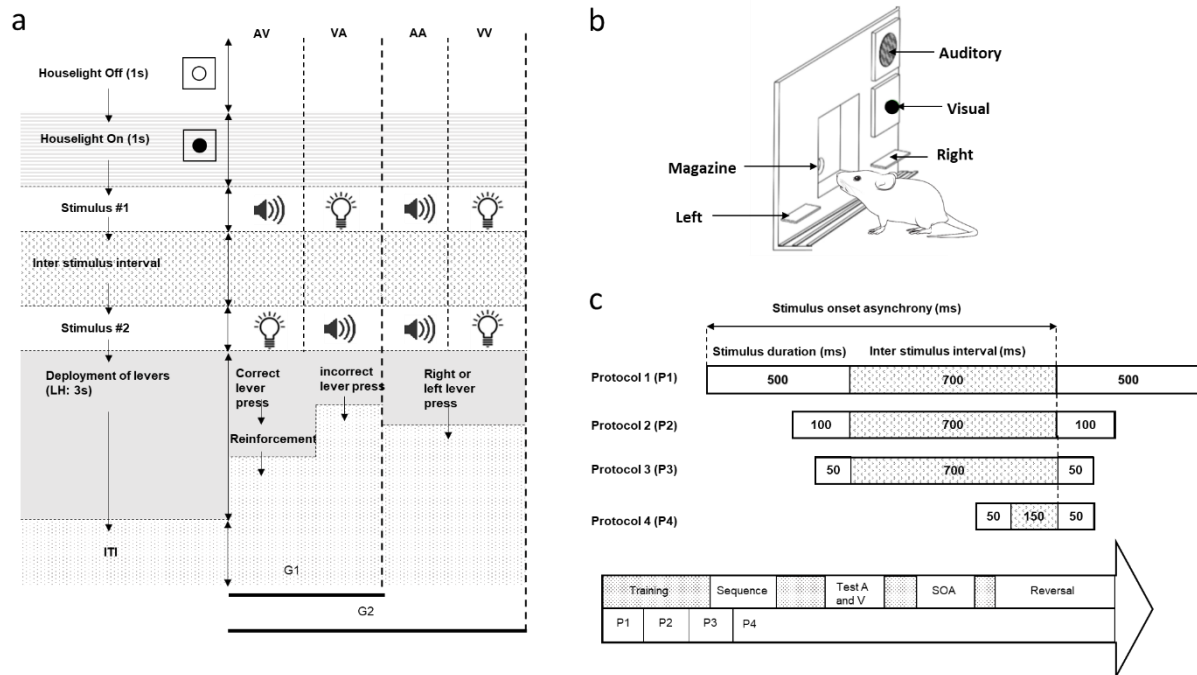 a
AV VA AA VV
Houselight Off (1s)
Houselight On (1s)
Stimulus #1
Inter stimulus interval
Stimulus #2
Deployment of levers
(LH: 3s)
Correct
lever
press
Reinforcement
incorrect
lever press
Right or
left lever
press
ITI
G1
G2
b
Auditory
Visual
Right
Magazine
Left
c
Stimulus onset asynchrony (ms)
Stimulus duration (ms) Inter stimulus interval (ms)
Protocol 1 (P1) 500 700 500
Protocol 2 (P2) 100 700 100
Protocol 3 (P3) 50 700 50
Protocol 4 (P4) 50 150 50
Training Sequence Test A
and V SOA Reversal
P1 P2 P3 P4